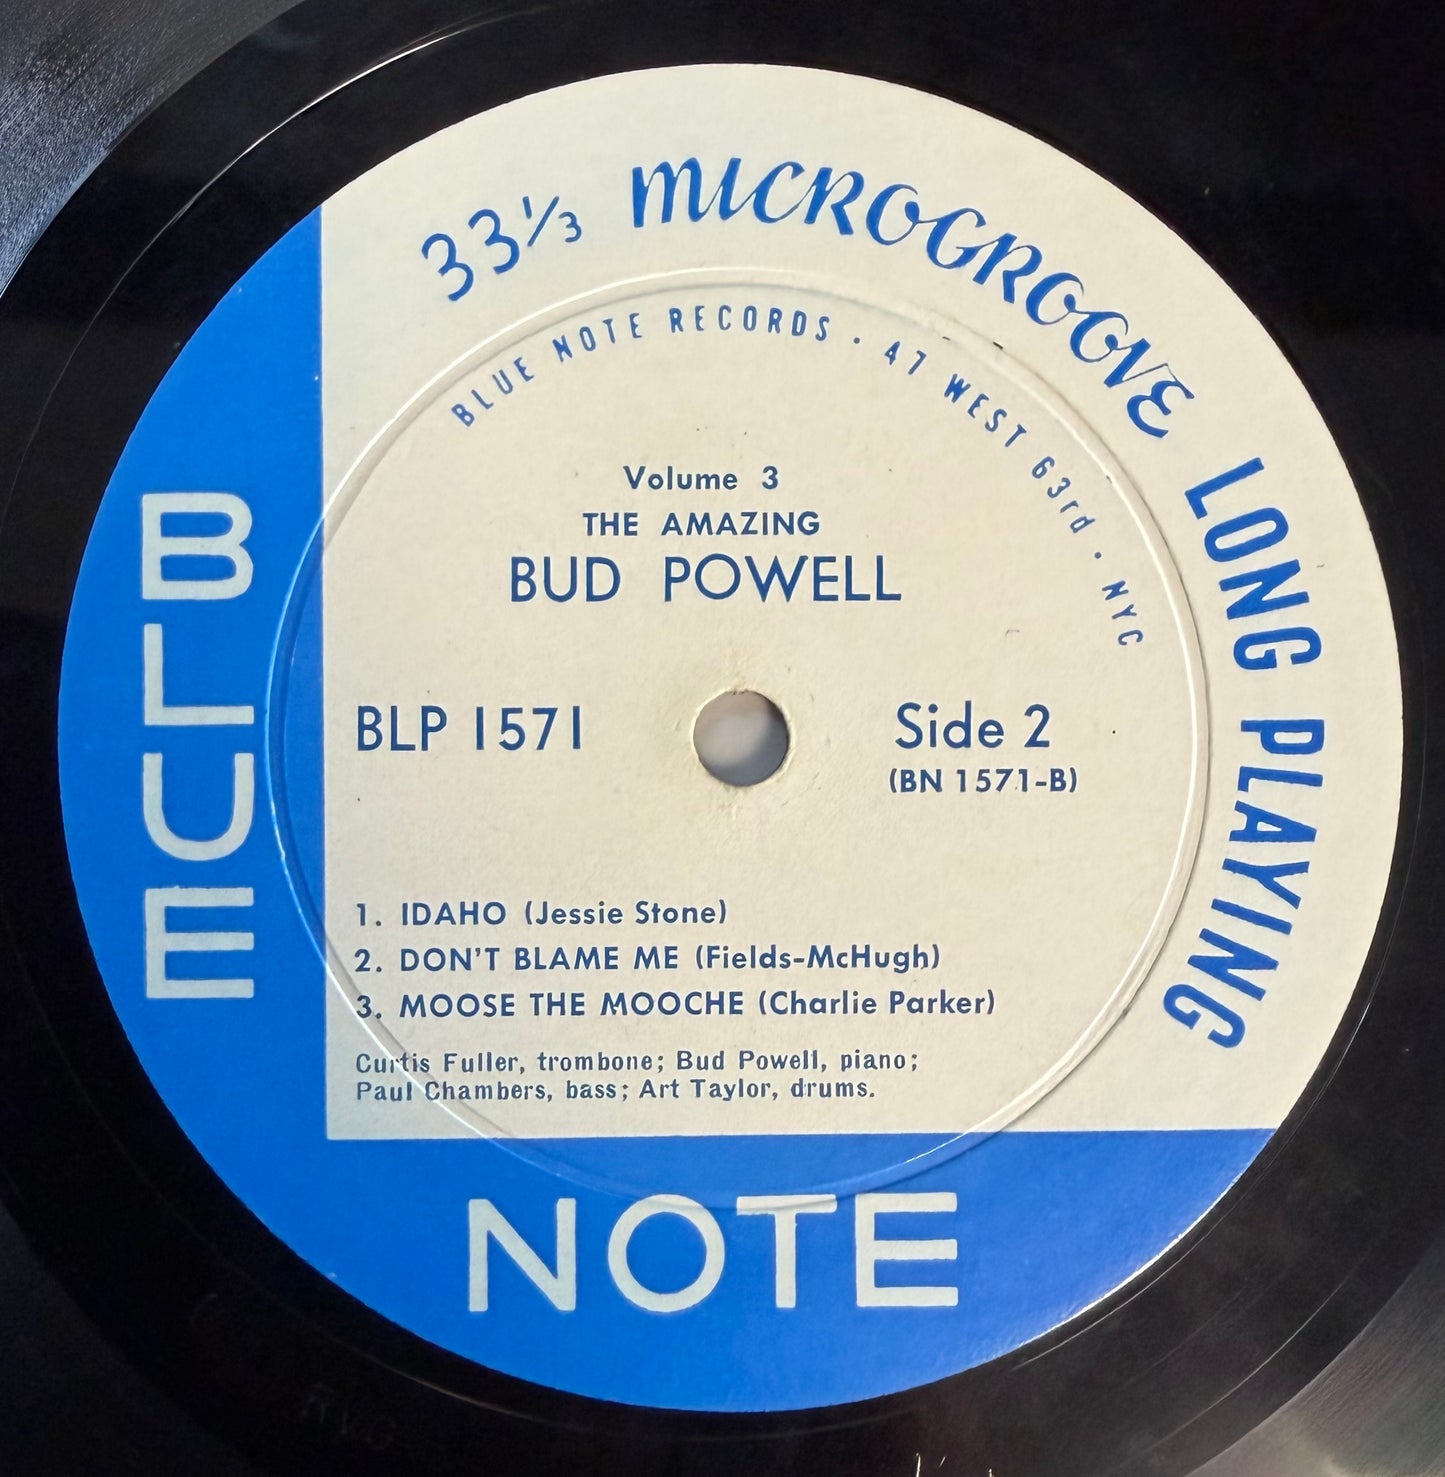 33⅓ MICROGROOVE LONG PLAYING
BLUE NOTE RECORDS · 47 WEST 63rd · NYC
Volume 3
THE AMAZING
BUD POWELL
BLP 1571
Side 2
(BN 1571-B)
1. IDAHO (Jessie Stone)
2. DON'T BLAME ME (Fields-McHugh)
3. MOOSE THE MOOCHE (Charlie Parker)
Curtis Fuller, trombone; Bud Powell, piano;
Paul Chambers, bass; Art Taylor, drums.
BLUE
NOTE
RVG